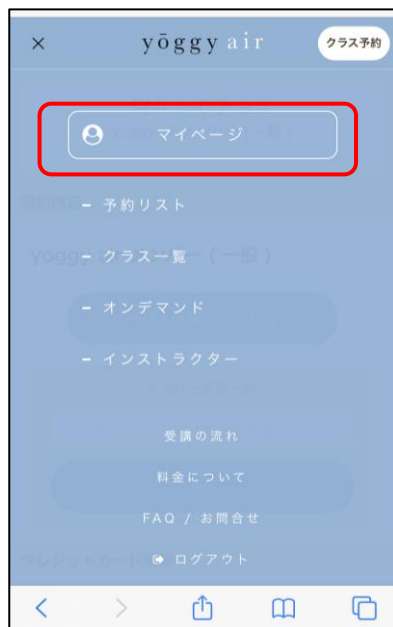 × yōggy air クラス予約
マイページ
予約リスト
yoggy
(一般)
クラス一覧
オンデマンド
インストラクター
受講の流れ
料金について
FAQ / お問合せ
ログアウト